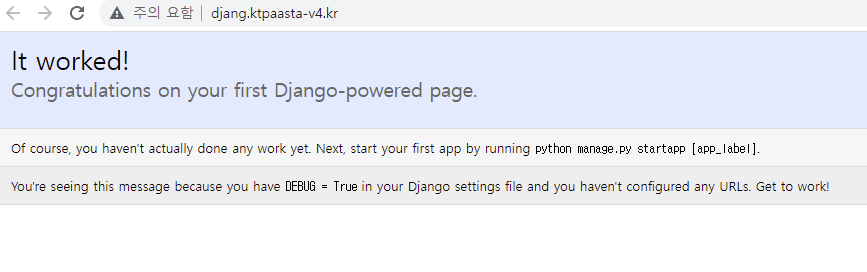 주의 요함 djang.ktpaasta-v4.kr
It worked!
Congratulations on your first Django-powered page.
Of course, you haven't actually done any work yet. Next, start your first app by running python manage.py startapp [app_label].
You're seeing this message because you have DEBUG = True in your Django settings file and you haven't configured any URLs. Get to work!